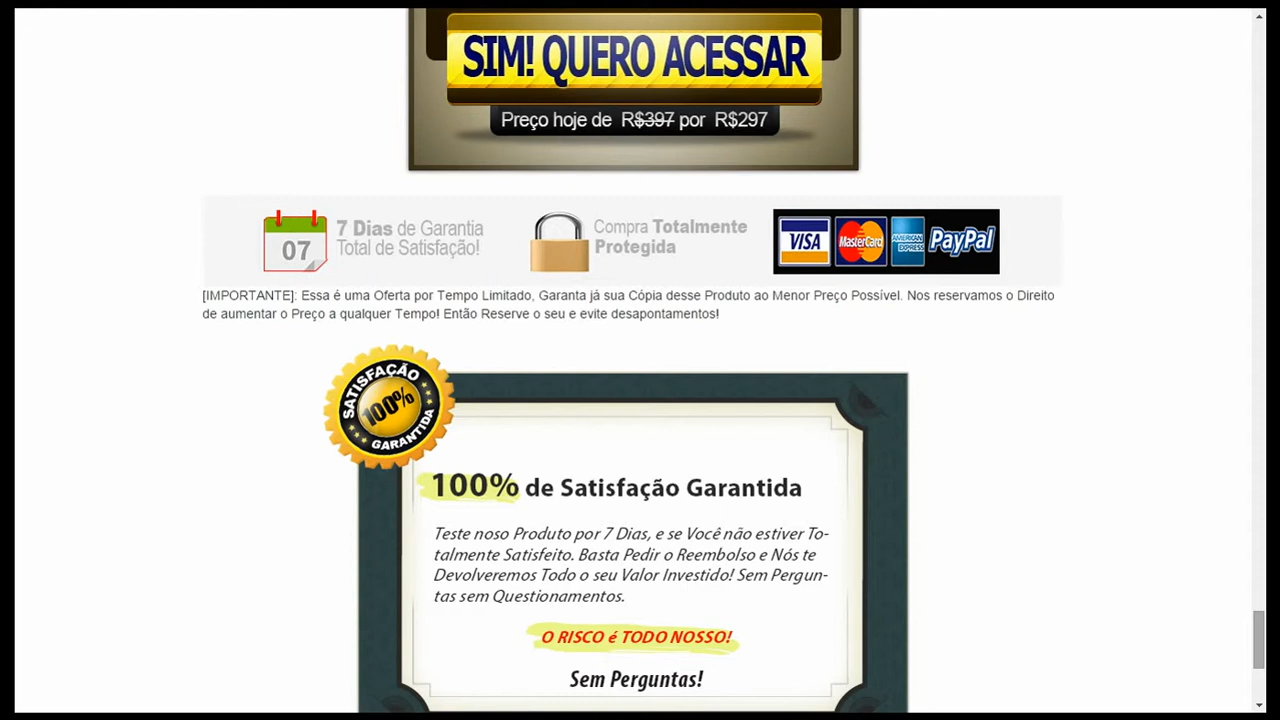 SIM! QUERO ACESSAR
Preço hoje de R$397 por R$297
07
7 Dias de Garantia
Total de Satisfação!
Compra Totalmente
Protegida
VISA
MasterCard
AMERICAN
EXPRESS
PayPal
[IMPORTANTE]: Essa é uma Oferta por Tempo Limitado, Garanta já sua Cópia desse Produto ao Menor Preço Possível. Nos reservamos o Direito
de aumentar o Preço a qualquer Tempo! Então Reserve o seu e evite desapontamentos!
SATISFAÇÃO
100%
GARANTIDA
100% de Satisfação Garantida
Teste noso Produto por 7 Dias, e se Você não estiver To-
talmente Satisfeito. Basta Pedir o Reembolso e Nós te
Devolveremos Todo o seu Valor Investido! Sem Pergun-
tas sem Questionamentos.
O RISCO é TODO NOSSO!
Sem Perguntas!